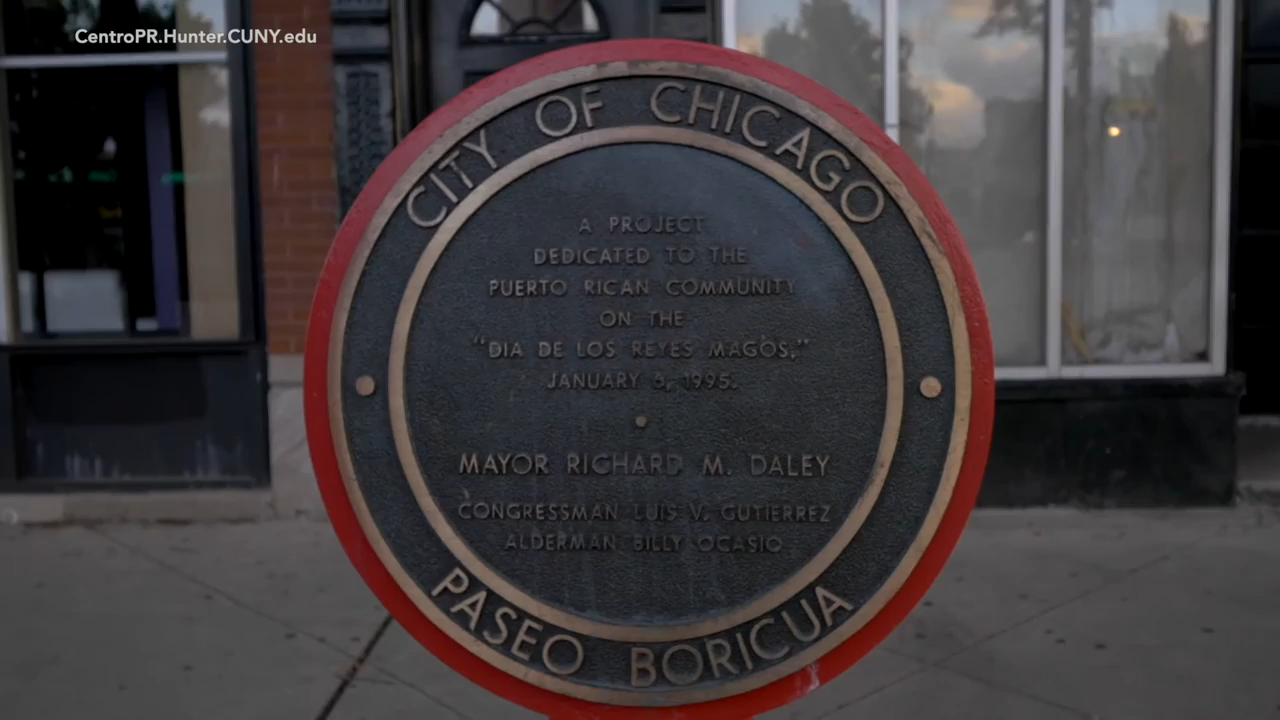 CentroPR.Hunter.CUNY.edu
CITY OF CHICAGO
A PROJECT
DEDICATED TO THE
PUERTO RICAN COMMUNITY
ON THE
"DIA DE LOS REYES MAGOS,"
JANUARY 6, 1995.
MAYOR RICHARD M. DALEY
CONGRESSMAN LUIS V. GUTIERREZ
ALDERMAN BILLY OCASIO
PASEO BORICUA